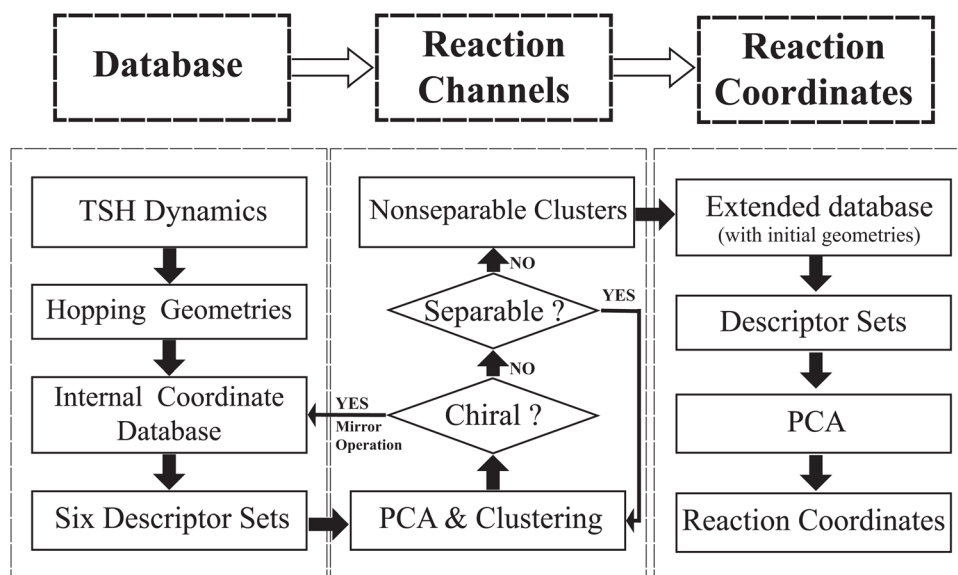 Database
Reaction
Channels
Reaction
Coordinates
TSH Dynamics
Hopping Geometries
Internal Coordinate
Database
Six Descriptor Sets
Nonseparable Clusters
NO
Separable ?
YES
NO
Chiral ?
YES
Mirror
Operation
PCA & Clustering
Extended database
(with initial geometries)
Descriptor Sets
PCA
Reaction Coordinates